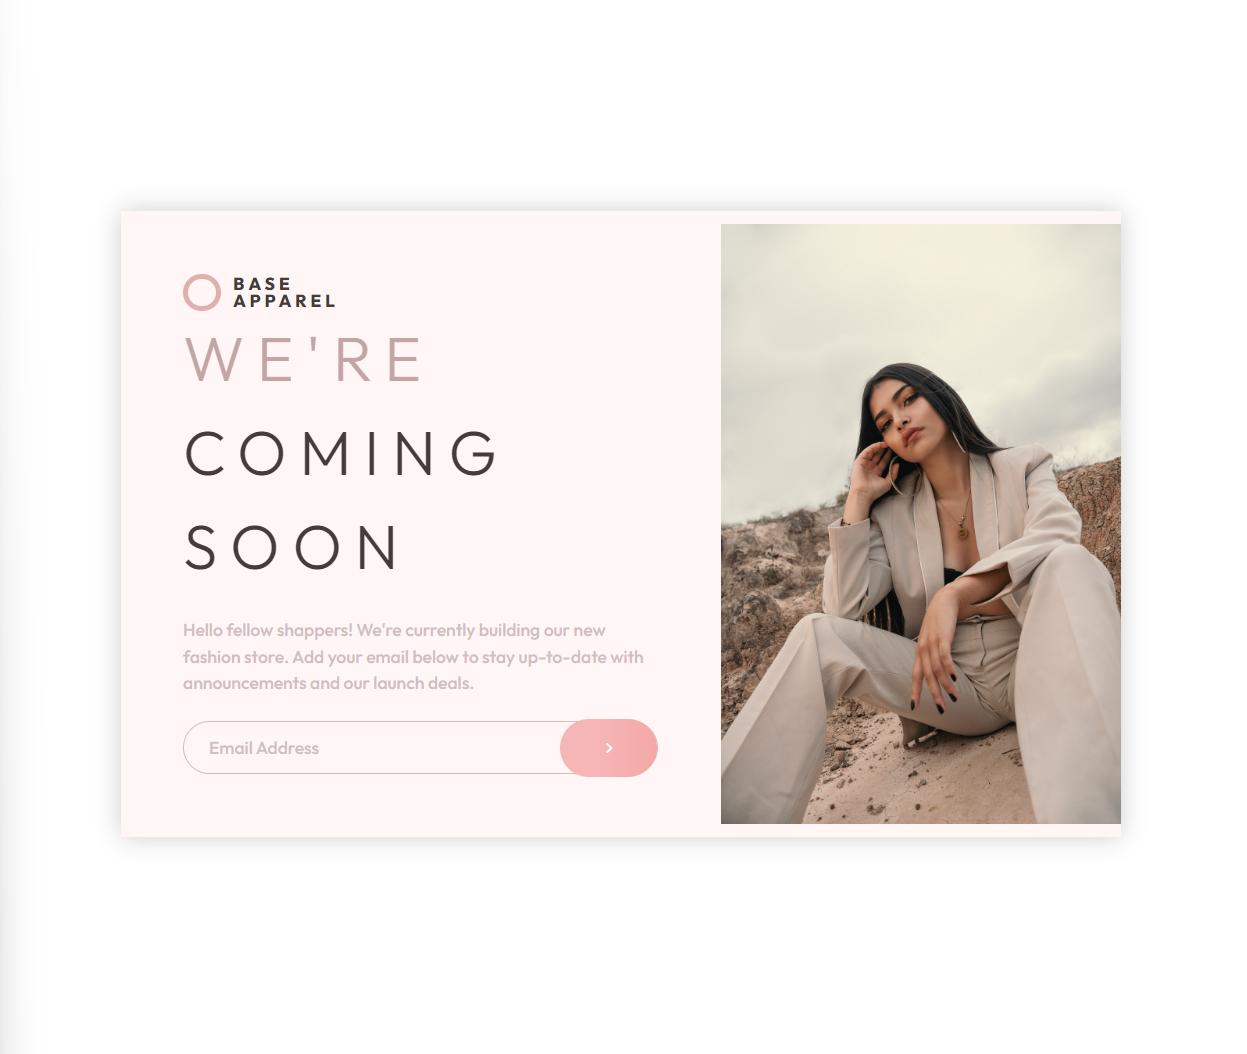 BASE
APPAREL
WE'RE
COMING
SOON
Hello fellow shappers! We're currently building our new
fashion store. Add your email below to stay up-to-date with
announcements and our launch deals.
Email Address